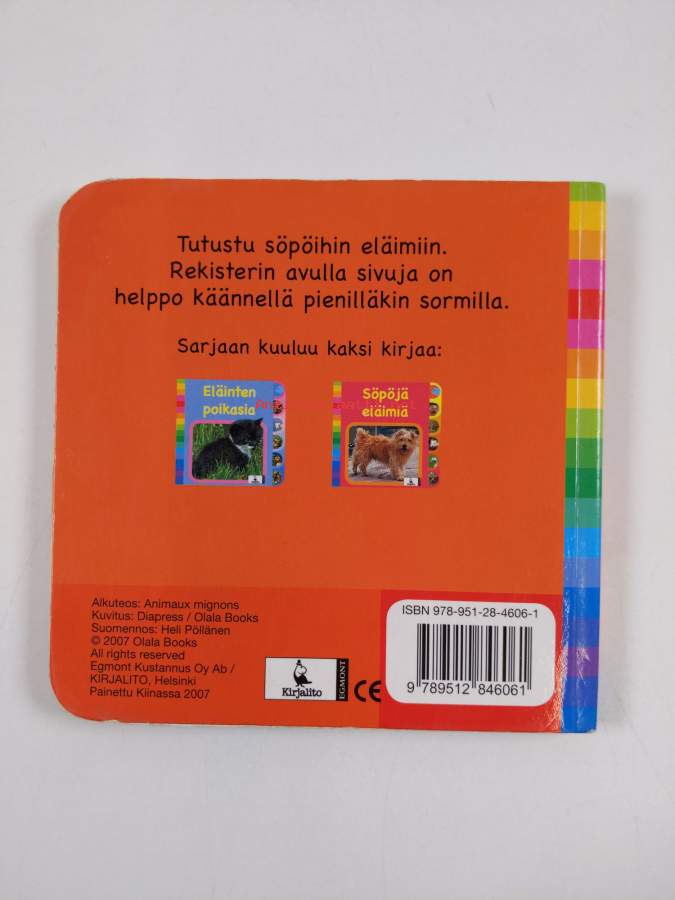 Tutustu söpöihin eläimiin.
Rekisterin avulla sivuja on
helppo käännellä pienilläkin sormilla.
Sarjaan kuuluu kaksi kirjaa:
Eläinten
poikasia
Söpöjä
eläimiä
Alkuteos: Animaux mignons
Kuvitus: Diapress / Olala Books
Suomennos: Heli Pöllänen
© 2007 Olala Books
All rights reserved
Egmont Kustannus Oy Ab /
KIRJALITO, Helsinki
Painettu Kiinassa 2007
Kirjalito
EGMONT
CE
ISBN 978-951-28-4606-1
9 789512 846061